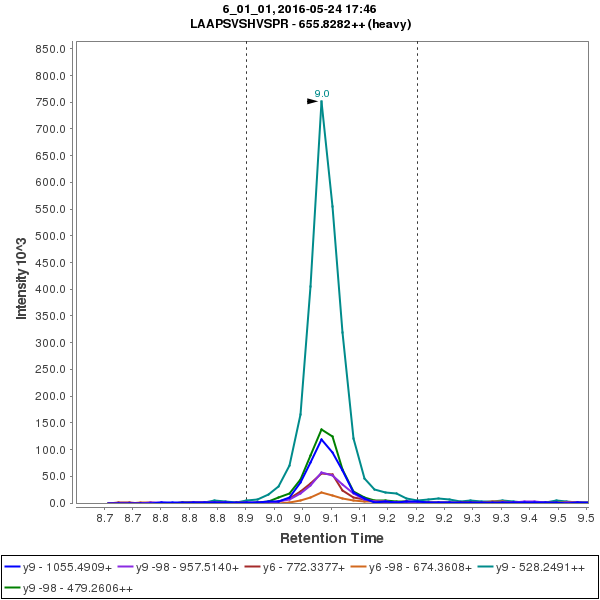 6_01_01, 2016-05-24 17:46
LAAPSVSHVSPR - 655.8282++ (heavy)
9.0
850.0
800.0
750.0
700.0
650.0
600.0
550.0
500.0
450.0
400.0
350.0
300.0
250.0
200.0
150.0
100.0
50.0
0.0
Intensity 10^3
8.7 8.7 8.8 8.8 8.9 8.9 9.0 9.0 9.1 9.1 9.2 9.2 9.3 9.3 9.4 9.4 9.5 9.5
Retention Time
y9 - 1055.4909+ y9 -98 - 957.5140+ y6 - 772.3377+ y6 -98 - 674.3608+ y9 - 528.2491++
y9 -98 - 479.2606++